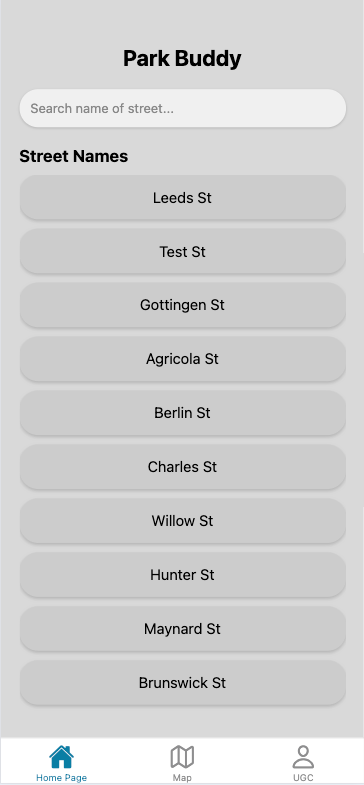 Park Buddy
Search name of street...
Street Names
Leeds St
Test St
Gottingen St
Agricola St
Berlin St
Charles St
Willow St
Hunter St
Maynard St
Brunswick St
Home Page
Map
UGC